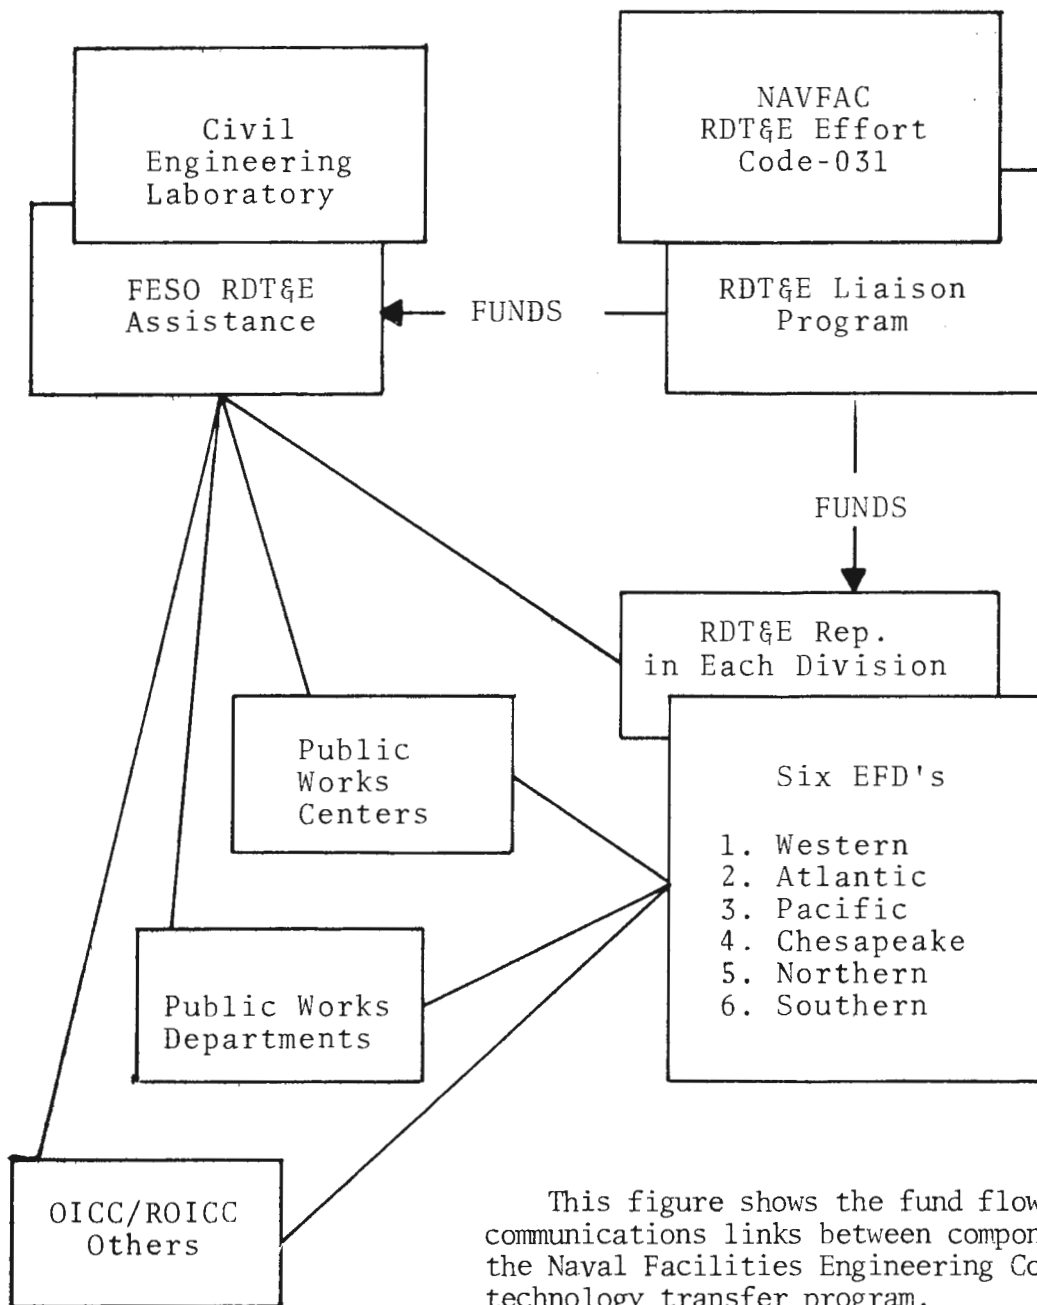 Civil
Engineering
Laboratory
NAVFAC
RDT&E Effort
Code-031
FESO RDT&E
Assistance
FUNDS
RDT&E Liaison
Program
FUNDS
RDT&E Rep.
in Each Division
Public
Works
Centers
Six EFD's
1. Western
2. Atlantic
3. Pacific
4. Chesapeake
5. Northern
6. Southern
Public Works
Departments
OICC/ROICC
Others
This figure shows the fund flow
communications links between
the Naval Facilities Engineering
technology transfer program.